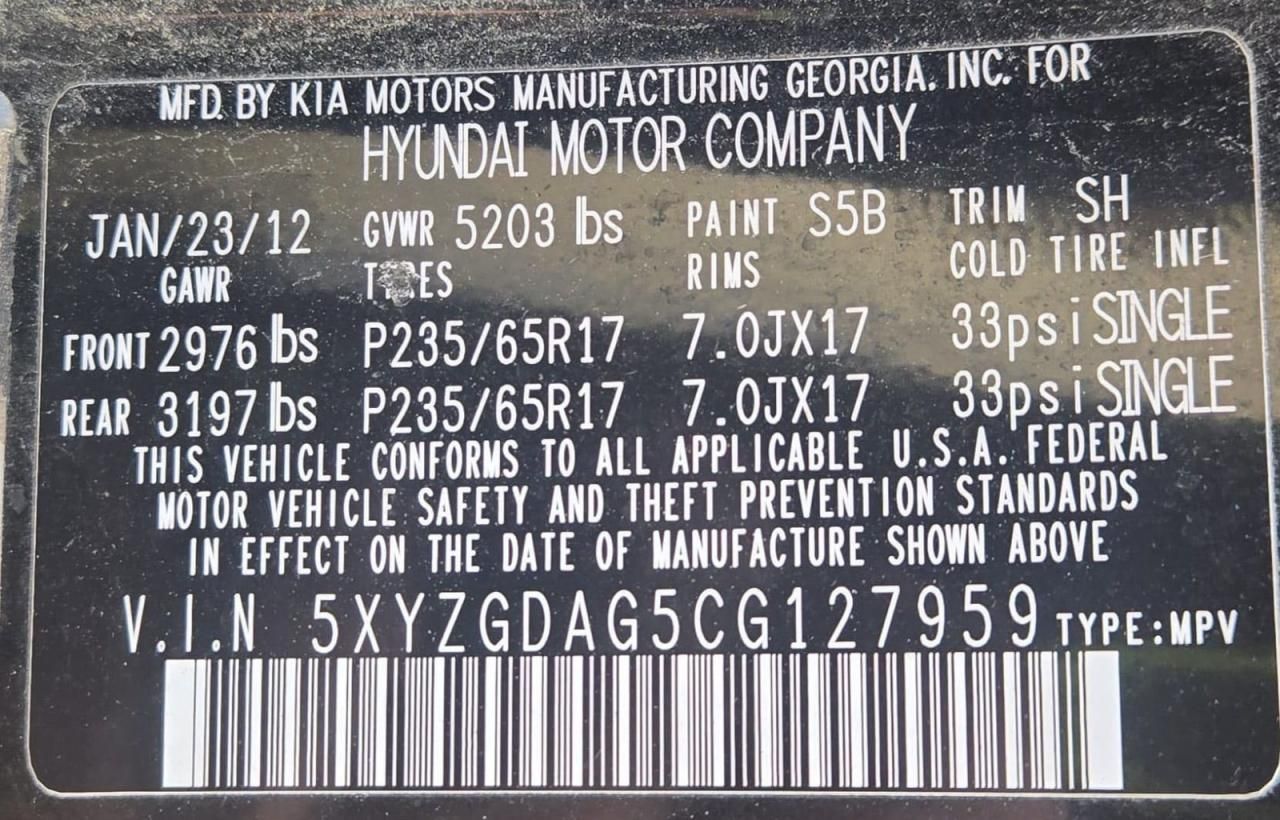 MFD. BY KIA MOTORS MANUFACTURING GEORGIA. INC. FOR
HYUNDAI MOTOR COMPANY
JAN/23/12 GVWR 5203 lbs PAINT S5B TRIM SH
GAWR TIRES RIMS COLD TIRE INFL
FRONT 2976 lbs P235/65R17 7.0JX17 33psi SINGLE
REAR 3197 lbs P235/65R17 7.0JX17 33psi SINGLE
THIS VEHICLE CONFORMS TO ALL APPLICABLE U.S.A. FEDERAL
MOTOR VEHICLE SAFETY AND THEFT PREVENTION STANDARDS
IN EFFECT ON THE DATE OF MANUFACTURE SHOWN ABOVE
V.I.N 5XYZGDAG5CG127959 TYPE:MPV